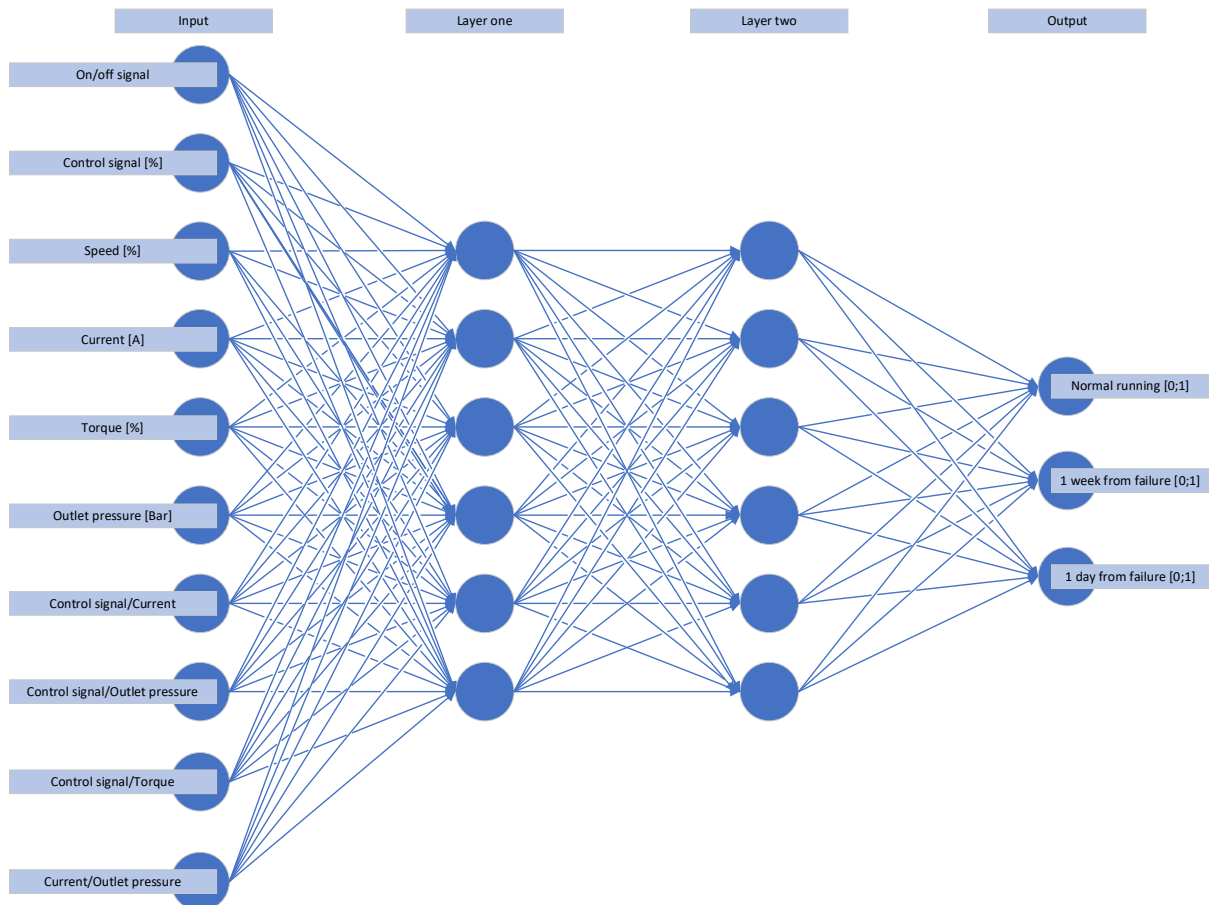 Input
Layer one
Layer two
Output
On/off signal
Control signal [%]
Speed [%]
Current [A]
Torque [%]
Outlet pressure [Bar]
Control signal/Current
Control signal/Outlet pressure
Control signal/Torque
Current/Outlet pressure
Normal running [0;1]
1 week from failure [0;1]
1 day from failure [0;1]